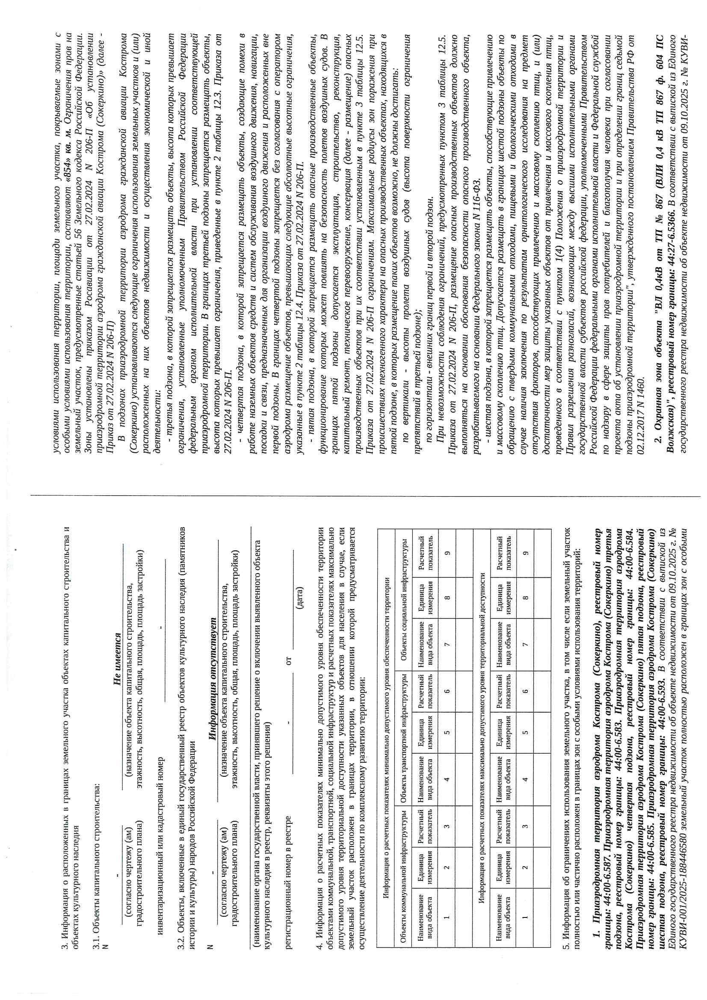 3. Информация о расположенных в границах земельного участка объектах капитального строительства и
объектах культурного наследия
3.1. Объекты капитального строительства:
N
-
Не имеется
(согласно чертежу (ам)
градостроительного плана)
(назначение объекта капитального строительства,
этажность, высотность, общая, площадь, площадь застройки)
инвентаризационный или кадастровый номер
-
3.2. Объекты, включенные в единый государственный реестр объектов культурного наследия (памятников
истории и культуры) народов Российской Федерации
N
-
Информация отсутствует
(согласно чертежу (ам)
градостроительного плана)
(назначение объекта капитального строительства,
этажность, высотность, общая, площадь, площадь застройки)
(наименование органа государственной власти, принявшего решение о включении выявленного объекта
культурного наследия в реестр, реквизиты этого решения)
регистрационный номер в реестре - от
(дата)
4. Информация о расчетных показателях минимально допустимого уровня обеспеченности территории
объектами коммунальной, транспортной, социальной инфраструктур и расчетных показателях максимально
допустимого уровня территориальной доступности указанных объектов для населения в случае, если
земельный участок расположен в границах территории, в отношении которой предусматривается
осуществление деятельности по комплексному развитию территории:
Информация о расчетных показателях минимально допустимого уровня обеспеченности территории
Объекты коммунальной инфраструктуры Объекты транспортной инфраструктуры Объекты социальной инфраструктуры
Наименование вида объекта Единица измерения Расчетный показатель Наименование вида объекта Единица измерения Расчетный показатель Наименование вида объекта Единица измерения Расчетный показатель
1 2 3 4 5 6 7 8 9
Информация о расчетных показателях максимально допустимого уровня территориальной доступности
Наименование вида объекта Единица измерения Расчетный показатель Наименование вида объекта Единица измерения Расчетный показатель Наименование вида объекта Единица измерения Расчетный показатель
1 2 3 4 5 6 7 8 9
5. Информация об ограничениях использования земельного участка, в том числе если земельный участок
полностью или частично расположен в границах зон с особыми условиями использования территорий:
1. Приаэродромная территория аэродрома Кострома (Сокеркино), реестровый номер
границы: 44:00-6.587. Приаэродромная территория аэродрома Кострома (Сокеркино) третья
подзона, реестровый номер границы: 44:00-6.583. Приаэродромная территория аэродрома
Кострома (Сокеркино) четвертая подзона, реестровый номер границы: 44:00-6.584.
Приаэродромная территория аэродрома Кострома (Сокеркино) пятая подзона, реестровый
номер границы: 44:00-6.585. Приаэродромная территория аэродрома Кострома (Сокеркино)
шестая подзона, реестровый номер границы: 44:00-6.593. В соответствии с выпиской из
Единого государственного реестра недвижимости об объекте недвижимости от 09.10.2025 г. №
КУВИ-001/2025-188446580 земельный участок полностью расположен в границах зон с особыми
условиями использования территории, площади земельного участка, покрываемые зонами с
особыми условиями использования территории, составляют «854» кв. м. Ограничения прав на
земельный участок, предусмотренные статьей 56 Земельного кодекса Российской Федерации.
Зоны установлены приказом Росавиации от 27.02.2024 N 206-П «Об установлении
приаэродромной территории аэродрома гражданской авиации Кострома (Сокеркино)» (далее -
Приказ от 27.02.2024 N 206-П)
В подзонах приаэродромной территории аэродрома гражданской авиации Кострома
(Сокеркино) устанавливаются следующие ограничения использования земельных участков и (или)
расположенных на них объектов недвижимости и осуществления экономической и иной
деятельности:
- третья подзона, в которой запрещается размещать объекты, высота которых превышает
ограничения, установленные уполномоченным Правительством Российской Федерации
федеральным органом исполнительной власти при установлении соответствующей
приаэродромной территории. В границах третьей подзоны запрещается размещать объекты,
высота которых превышает ограничения, приведенные в пункте 2 таблицы 12.3. Приказа от
27.02.2024 N 206-П.
- четвертая подзона, в которой запрещается размещать объекты, создающие помехи в
работе наземных объектов средств и систем обслуживания воздушного движения, навигации,
посадки и связи, предназначенных для организации воздушного движения и расположенных вне
первой подзоны. В границах четвертой подзоны запрещается без согласования с оператором
аэродрома размещение объектов, превышающих следующие абсолютные высотные ограничения,
указанные в пункте 2 таблицы 12.4. Приказа от 27.02.2024 N 206-П.
- пятая подзона, в которой запрещается размещать опасные производственные объекты,
функционирование которых может повлиять на безопасность полетов воздушных судов. В
границах пятой подзоны допускается эксплуатация, строительство, реконструкция,
капитальный ремонт, техническое перевооружение, консервация (далее - размещение) опасных
производственных объектов при их соответствии установленным в пункте 3 таблицы 12.5.
Приказа от 27.02.2024 N 206-П ограничениям. Максимальные радиусы зон поражения при
происшествиях техногенного характера на опасных производственных объектах, находящихся в
пятой подзоне, в которых размещение таких объектов возможно, не должны достигать:
по вертикали - высоты пролета воздушных судов (высота поверхности ограничения
препятствий в третьей подзоне);
по горизонтали - внешних границ первой и второй подзон.
При невозможности соблюдения ограничений, предусмотренных пунктом 3 таблицы 12.5.
Приказа от 27.02.2024 N 206-П, размещение опасных производственных объектов должно
выполняться на основании обоснования безопасности опасного производственного объекта,
разрабатываемого на основании Федерального закона N 116-ФЗ.
- шестая подзона, в которой запрещается размещать объекты, способствующие привлечению
и массовому скоплению птиц. Допускается размещать в границах шестой подзоны объекты по
обращению с твердыми коммунальными отходами, пищевыми и биологическими отходами в
случае наличия заключения по результатам орнитологического исследования на предмет
отсутствия факторов, способствующих привлечению и массовому скоплению птиц, и (или)
достаточности мер защиты указанных объектов от привлечения и массового скопления птиц,
проведенного в соответствии с пунктом 1(4) Положения о приаэродромной территории и
Правил разрешения разногласий, возникающих между высшими исполнительными органами
государственной власти субъектов российской федерации, уполномоченными Правительством
Российской Федерации федеральными органами исполнительной власти и Федеральной службой
по надзору в сфере защиты прав потребителей и благополучия человека при согласовании
проекта акта об установлении приаэродромной территории и при определении границ седьмой
подзоны приаэродромной территории", утвержденного постановлением Правительства РФ от
02.12.2017 N 1460.
2. Охранная зона объекта "ВЛ 0,4кВ от ТП № 867 (ВЛИ 0,4 кВ ТП 867 ф. 604 ПС
Волжская)", реестровый номер границы: 44:27-6.5366. В соответствии с выпиской из Единого
государственного реестра недвижимости об объекте недвижимости от 09.10.2025 г. № КУВИ-